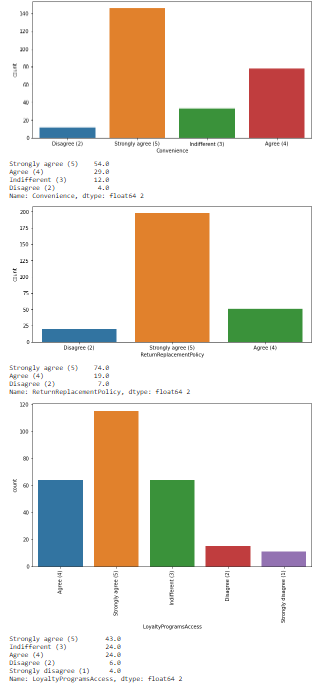 140
120
100
80
60
40
20
0
count
Disagree (2) Strongly agree (5) Indifferent (3) Agree (4)
Convenience
Strongly agree (5) 54.0
Agree (4) 29.0
Indifferent (3) 12.0
Disagree (2) 4.0
Name: Convenience, dtype: float64 2
200
175
150
125
100
75
50
25
0
count
Disagree (2) Strongly agree (5) Agree (4)
ReturnReplacementPolicy
Strongly agree (5) 74.0
Agree (4) 19.0
Disagree (2) 7.0
Name: ReturnReplacementPolicy, dtype: float64 2
120
100
80
60
40
20
0
count
Agree (4) Strongly agree (5) Indifferent (3) Disagree (2) Strongly disagree (1)
LoyaltyProgramsAccess
Strongly agree (5) 43.0
Indifferent (3) 24.0
Agree (4) 24.0
Disagree (2) 6.0
Strongly disagree (1) 4.0
Name: LoyaltyProgramsAccess, dtype: float64 2